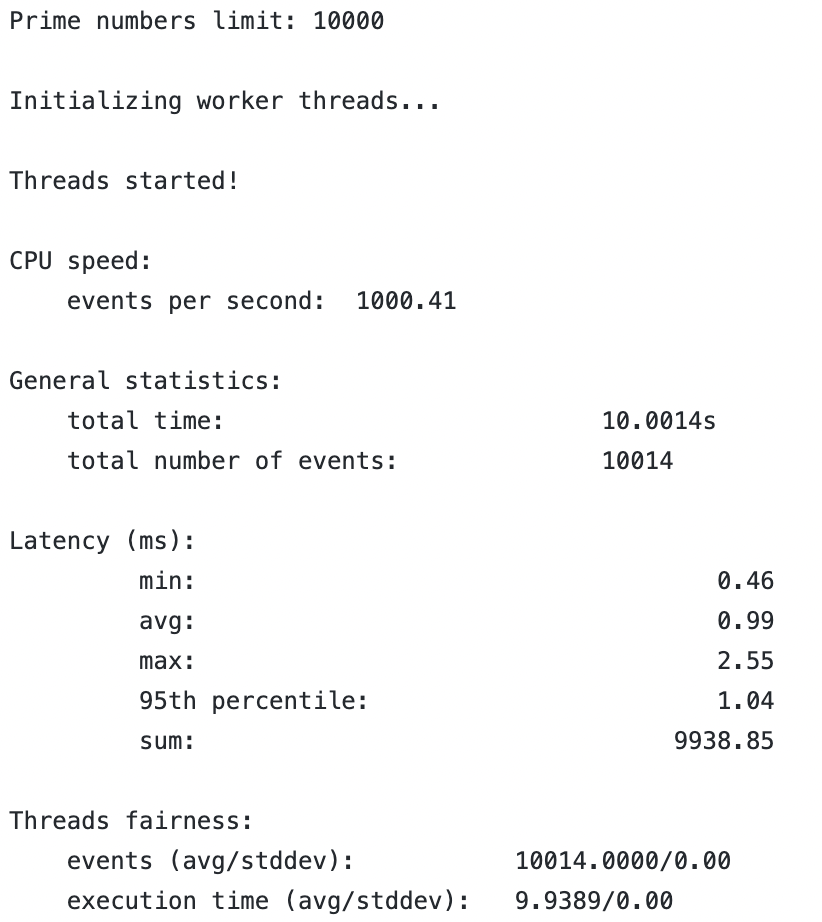 Prime numbers limit: 10000
Initializing worker threads...
Threads started!
CPU speed:
events per second: 1000.41
General statistics:
total time: 10.0014s
total number of events: 10014
Latency (ms):
min: 0.46
avg: 0.99
max: 2.55
95th percentile: 1.04
sum: 9938.85
Threads fairness:
events (avg/stddev): 10014.0000/0.00
execution time (avg/stddev): 9.9389/0.00